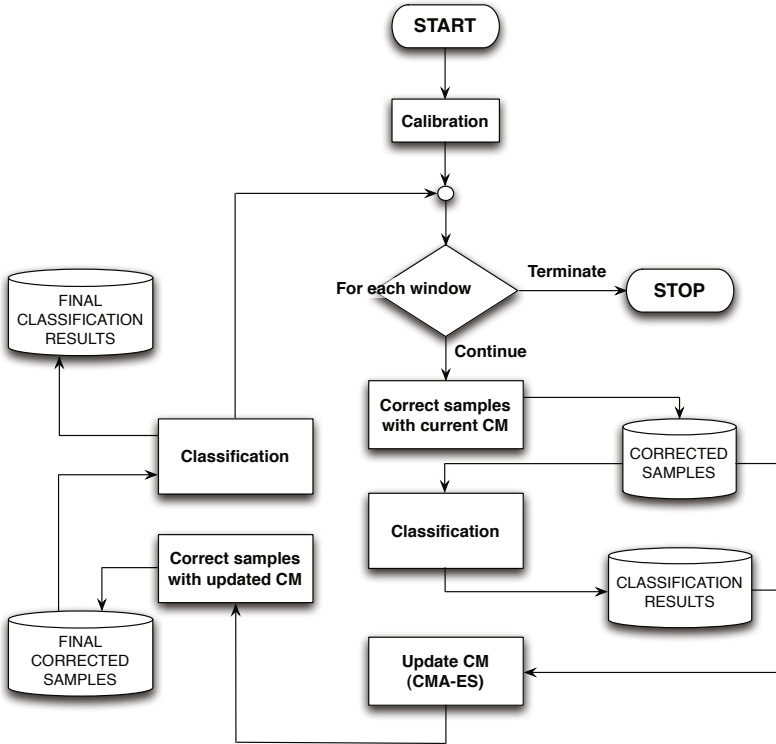 START
Calibration
For each window
Terminate
STOP
Continue
Correct samples
with current CM
CORRECTED
SAMPLES
Classification
CLASSIFICATION
RESULTS
Update CM
(CMA-ES)
Correct samples
with updated CM
FINAL
CORRECTED
SAMPLES
Classification
FINAL
CLASSIFICATION
RESULTS